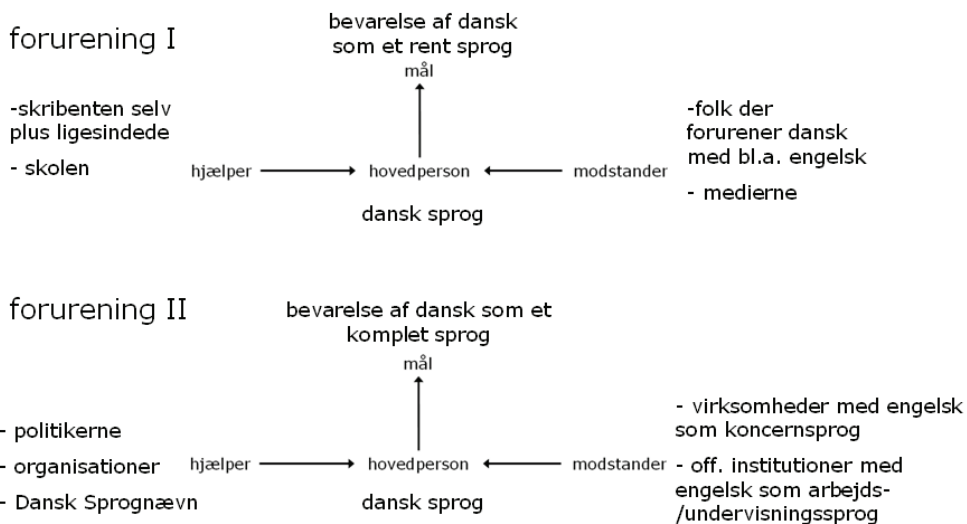 forurening I
bevarelse af dansk
som et rent sprog
mål
-skribenten selv
plus ligesindede
- skolen
hjælper
hovedperson
modstander
dansk sprog
-folk der
forurener dansk
med bl.a. engelsk
- medierne
forurening II
bevarelse af dansk som et
komplet sprog
mål
- politikerne
- organisationer
- Dansk Sprognævn
hjælper
hovedperson
modstander
dansk sprog
- virksomheder med engelsk
som koncernsprog
- off. institutioner med
engelsk som arbejds-
/undervisningssprog